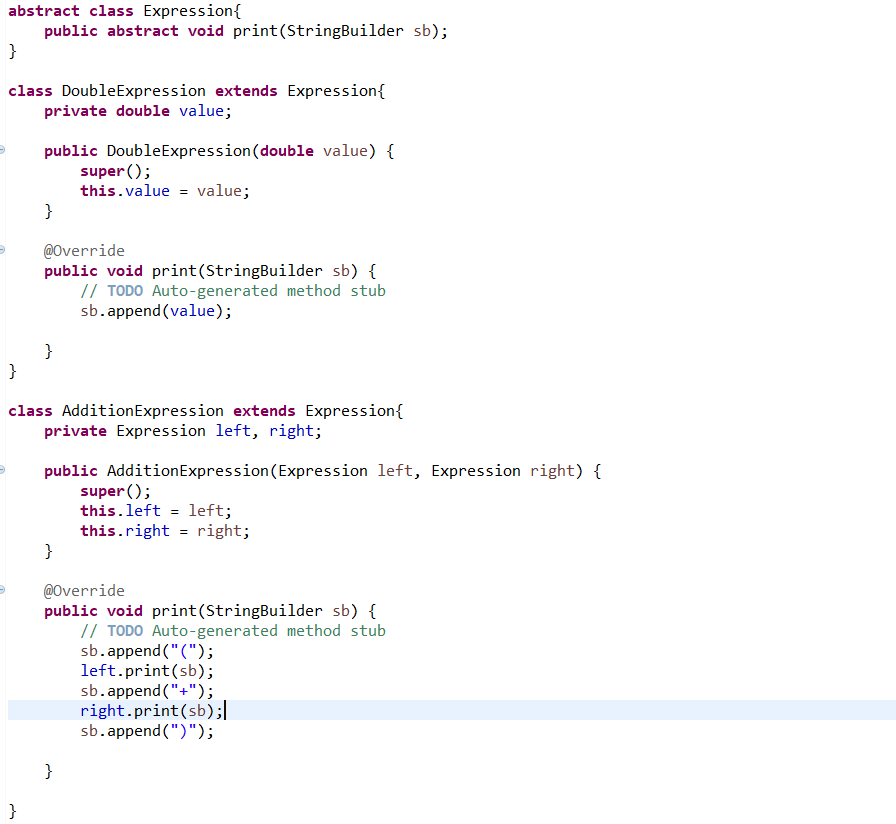 abstract class Expression{
    public abstract void print(StringBuilder sb);
}

class DoubleExpression extends Expression{
    private double value;

    public DoubleExpression(double value) {
        super();
        this.value = value;
    }

    @Override
    public void print(StringBuilder sb) {
        // TODO Auto-generated method stub
        sb.append(value);

    }
}

class AdditionExpression extends Expression{
    private Expression left, right;

    public AdditionExpression(Expression left, Expression right) {
        super();
        this.left = left;
        this.right = right;
    }

    @Override
    public void print(StringBuilder sb) {
        // TODO Auto-generated method stub
        sb.append("(");
        left.print(sb);
        sb.append("+");
        right.print(sb);
        sb.append(")");

    }

}